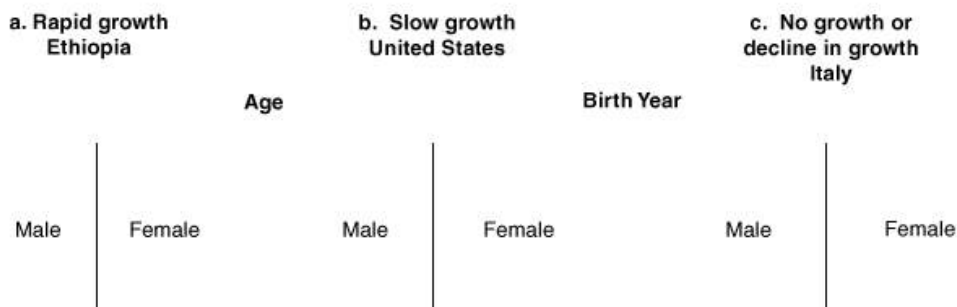 a. Rapid growth
Ethiopia
b. Slow growth
United States
c. No growth or
decline in growth
Italy
Age
Birth Year
Male
Female
Male
Female
Male
Female